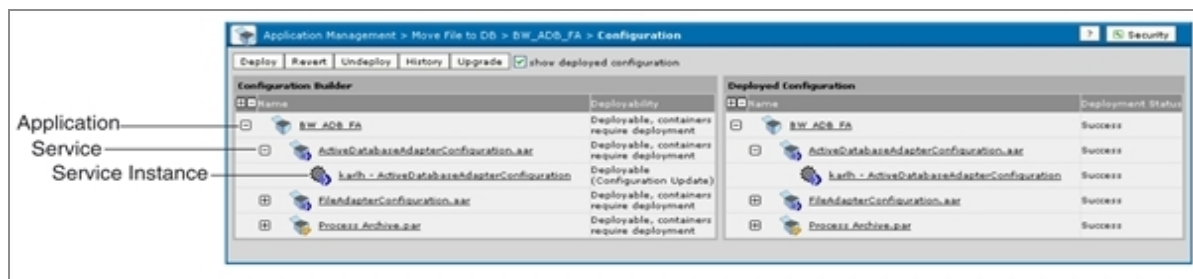 Application Management > Move File to DB > BW_ADB_FA > Configuration
? Security
Deploy Revert Undeploy History Upgrade show deployed configuration
Configuration Builder
Name Deployability
Application
BW_ADB_FA Deployable, containers
require deployment
Service
ActiveDatabaseAdapterConfiguration.aar Deployable, containers
require deployment
Service Instance
karlh - ActiveDatabaseAdapterConfiguration Deployable
(Configuration Update)
FileAdapterConfiguration.aar Deployable, containers
require deployment
Process Archive.par Deployable, containers
require deployment
Deployed Configuration
Name Deployment Status
BW_ADB_FA Success
ActiveDatabaseAdapterConfiguration.aar Success
karlh - ActiveDatabaseAdapterConfiguration Success
FileAdapterConfiguration.aar Success
Process Archive.par Success